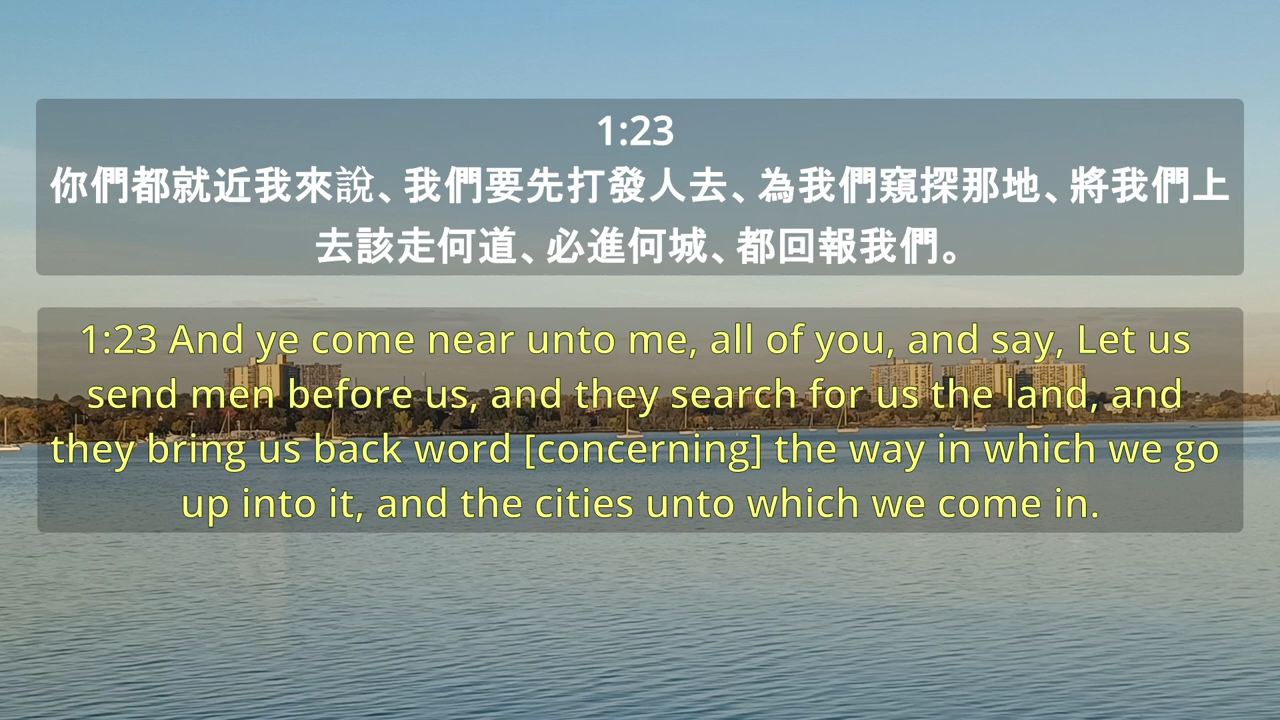 1:23
你們都就近我來說、我們要先打發人去、為我們窺探那地、將我們上
去該走何道、必進何城、都回報我們。
1:23 And ye come near unto me, all of you, and say, Let us
send men before us, and they search for us the land, and
they bring us back word [concerning] the way in which we go
up into it, and the cities unto which we come in.